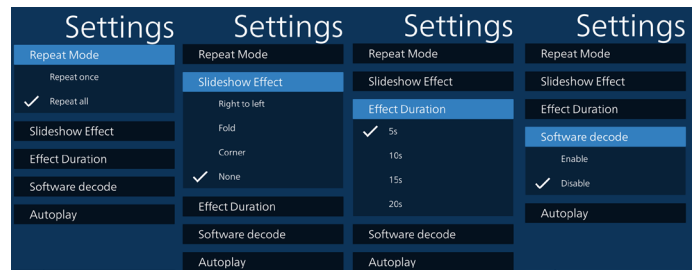 Settings
Repeat Mode
Repeat once
Repeat all
Slideshow Effect
Effect Duration
Software decode
Autoplay
Settings
Repeat Mode
Slideshow Effect
Right to left
Fold
Corner
None
Effect Duration
Software decode
Autoplay
Settings
Repeat Mode
Slideshow Effect
Effect Duration
5s
10s
15s
20s
Software decode
Autoplay
Settings
Repeat Mode
Slideshow Effect
Effect Duration
Software decode
Enable
Disable
Autoplay